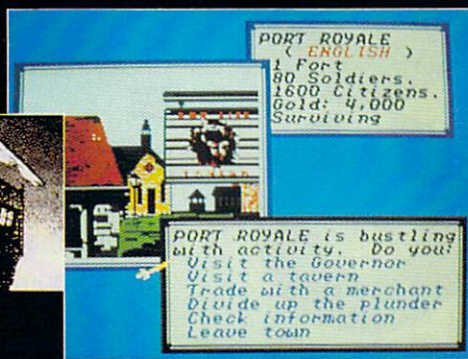 PORT ROYALE
( ENGLISH )
1 Fort
80 Soldiers.
1600 Citizens.
Gold: 4,000
Surviving
PORT ROYALE is bustling
with activity. Do you:
Visit the Governor
Visit a tavern
Trade with a merchant
Divide up the plunder
Check information
Leave town